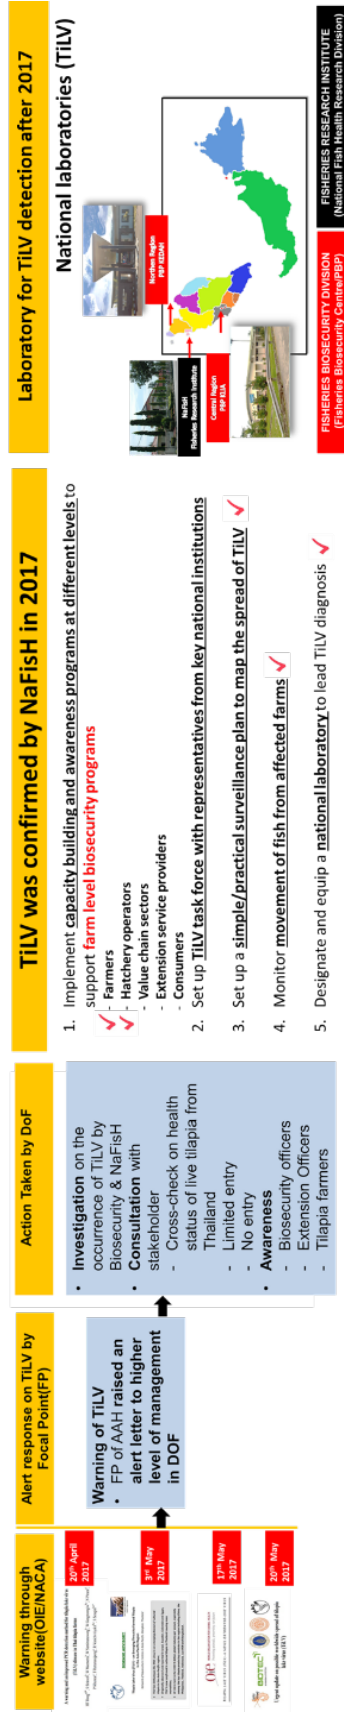 Warning through
website(OIE/NACA)
20th April
2017
3rd May
2017
17th May
2017
20th May
2017
Alert response on TiLV by
Focal Point(FP)
Warning of TiLV
• FP of AAH raised an
alert letter to higher
level of management
in DOF
Action Taken by DoF
• Investigation on the
occurrence of TiLV by
Biosecurity & NaFisH
• Consultation with
stakeholder
- Cross-check on health
status of live tilapia from
Thailand
- Limited entry
- No entry
• Awareness
- Biosecurity officers
- Extension Officers
- Tilapia farmers
TiLV was confirmed by NaFisH in 2017
1. Implement capacity building and awareness programs at different levels to
support farm level biosecurity programs
- Farmers
- Hatchery operators
- Value chain sectors
- Extension service providers
- Consumers
2. Set up TiLV task force with representatives from key national institutions
3. Set up a simple/practical surveillance plan to map the spread of TiLV
4. Monitor movement of fish from affected farms
5. Designate and equip a national laboratory to lead TiLV diagnosis
Laboratory for TiLV detection after 2017
National laboratories (TiLV)
Northen Region
PBP KEDAH
NaFisH
Fisheries Research Institute
Central Region
PBP KLIA
FISHERIES BIOSECURITY DIVISION
(Fisheries Biosecurity Centre/PBP)
FISHERIES RESEARCH INSTITUTE
(National Fish Health Research Division)